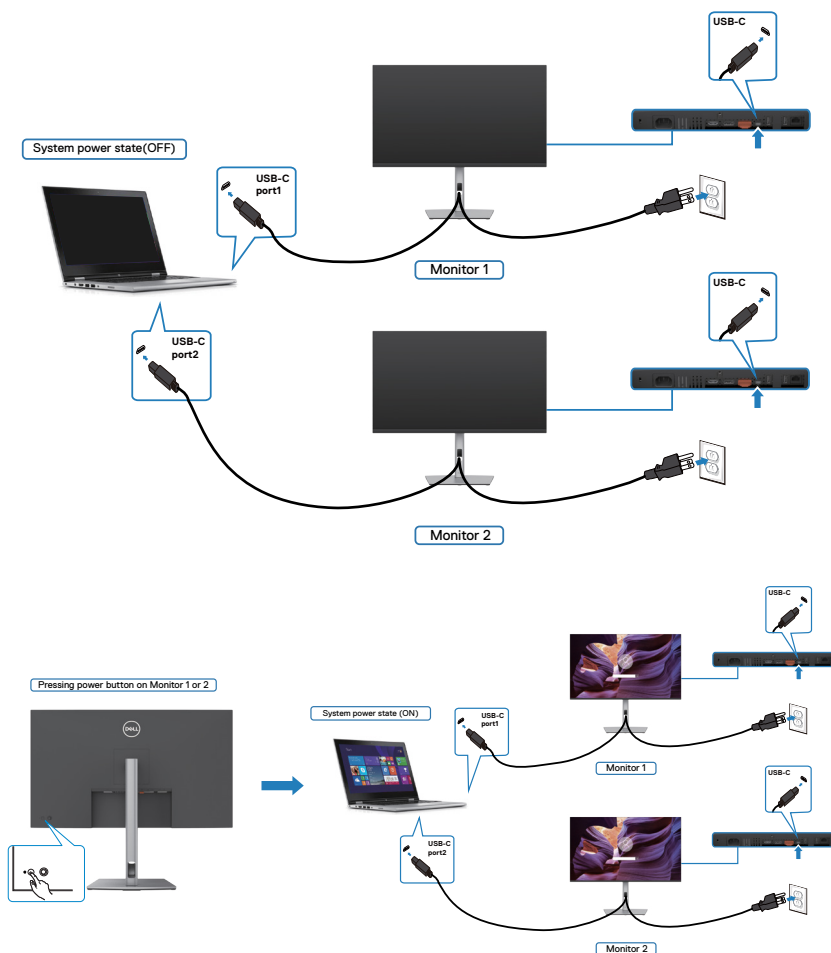 USB-C
System power state(OFF)
USB-C
port1
Monitor 1
USB-C
USB-C
port2
Monitor 2
USB-C
Pressing power button on Monitor 1 or 2
DELL
System power state (ON)
USB-C
port1
Monitor 1
USB-C
USB-C
port2
Monitor 2